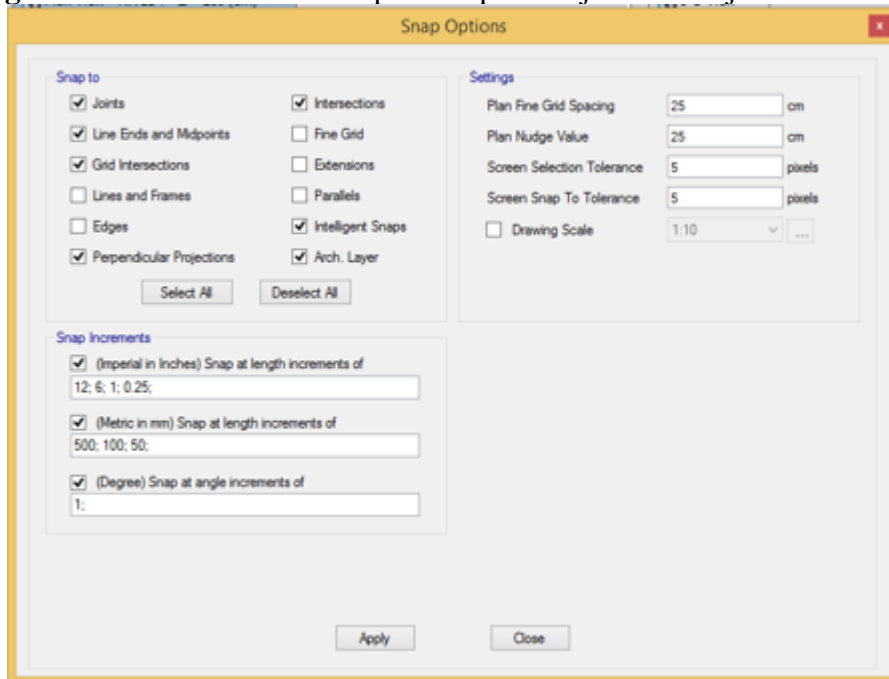 Snap Options
x
Snap to
Joints
Intersections
Line Ends and Midpoints
Fine Grid
Grid Intersections
Extensions
Lines and Frames
Parallels
Edges
Intelligent Snaps
Perpendicular Projections
Arch. Layer
Select All
Deselect All
Settings
Plan Fine Grid Spacing 25 cm
Plan Nudge Value 25 cm
Screen Selection Tolerance 5 pixels
Screen Snap To Tolerance 5 pixels
Drawing Scale 1:10 ...
Snap Increments
(Imperial in Inches) Snap at length increments of
12; 6; 1; 0.25;
(Metric in mm) Snap at length increments of
500; 100; 50;
(Degree) Snap at angle increments of
1;
Apply
Close